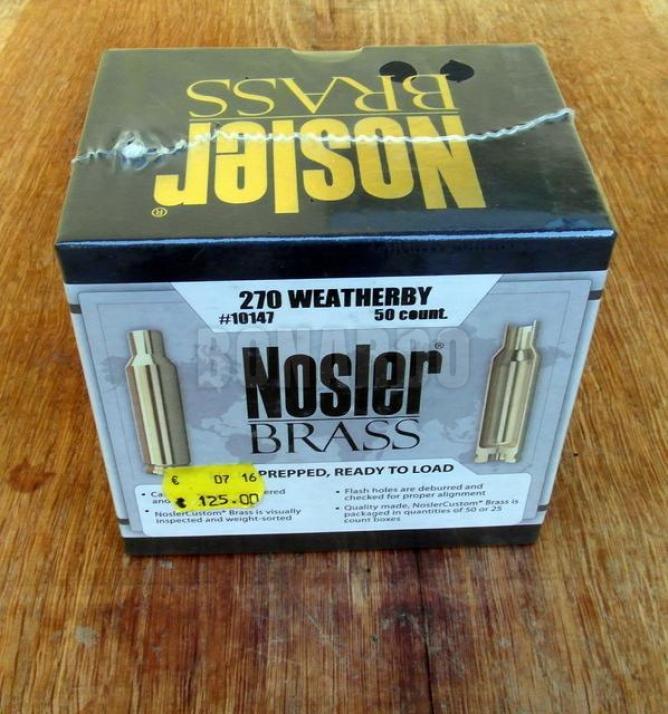 Nosler®
BRASS
270 WEATHERBY
#10147 50 count.
BONARDO
Nosler®
BRASS
PREPPED, READY TO LOAD
€ 07 16
€ 125.00
• Flash holes are deburred and
checked for proper alignment
• NoslerCustom® Brass is visually
inspected and weight-sorted
• Quality made, NoslerCustom® Brass is
packaged in quantities of 50 or 25
count boxes